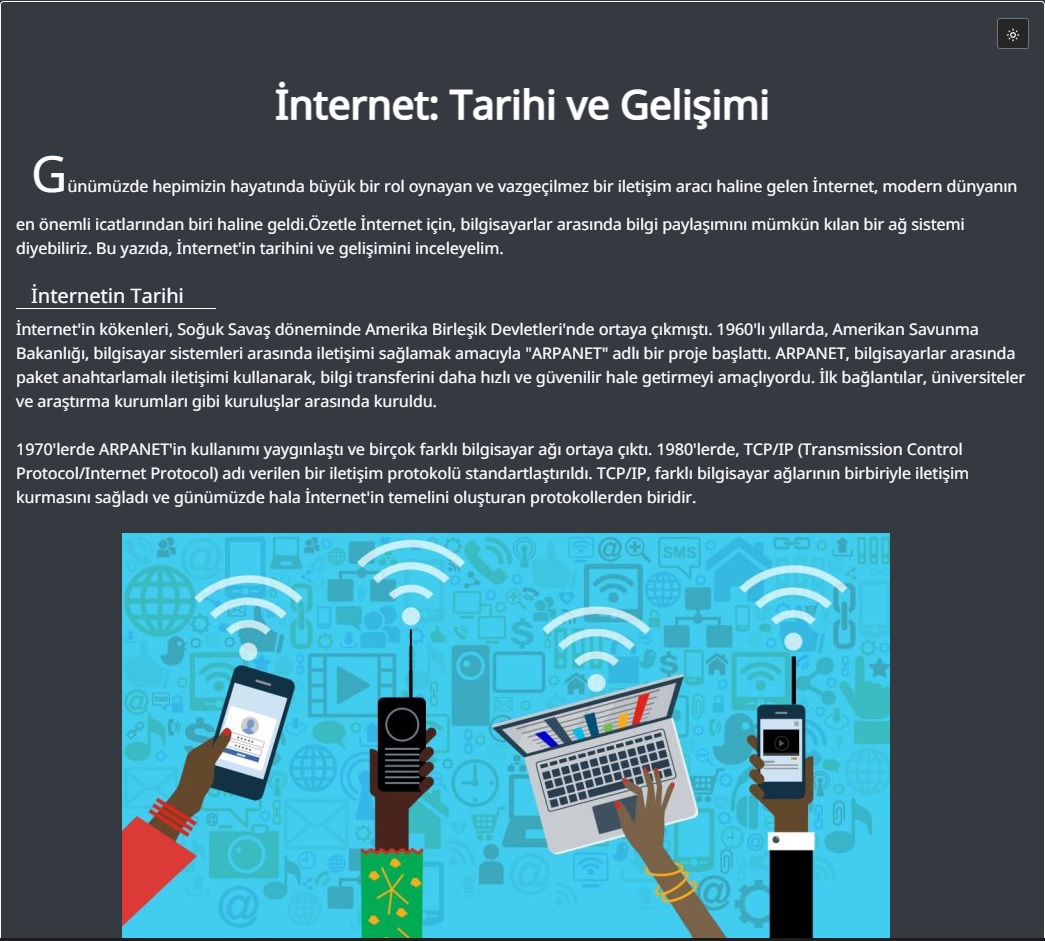 İnternet: Tarihi ve Gelişimi
Günümüzde hepimizin hayatında büyük bir rol oynayan ve vazgeçilmez bir iletişim aracı haline gelen İnternet, modern dünyanın
en önemli icatlarından biri haline geldi.Özetle İnternet için, bilgisayarlar arasında bilgi paylaşımını mümkün kılan bir ağ sistemi
diyebiliriz. Bu yazıda, İnternet'in tarihini ve gelişimini inceleyelim.
İnternetin Tarihi
İnternet'in kökenleri, Soğuk Savaş döneminde Amerika Birleşik Devletleri'nde ortaya çıkmıştı. 1960'lı yıllarda, Amerikan Savunma
Bakanlığı, bilgisayar sistemleri arasında iletişimi sağlamak amacıyla "ARPANET" adlı bir proje başlattı. ARPANET, bilgisayarlar arasında
paket anahtarlamalı iletişimi kullanarak, bilgi transferini daha hızlı ve güvenilir hale getirmeyi amaçlıyordu. İlk bağlantılar, üniversiteler
ve araştırma kurumları gibi kuruluşlar arasında kuruldu.
1970'lerde ARPANET'in kullanımı yaygınlaştı ve birçok farklı bilgisayar ağı ortaya çıktı. 1980'lerde, TCP/IP (Transmission Control
Protocol/Internet Protocol) adı verilen bir iletişim protokolü standartlaştırıldı. TCP/IP, farklı bilgisayar ağlarının birbiriyle iletişim
kurmasını sağladı ve günümüzde hala İnternet'in temelini oluşturan protokollerden biridir.
SMS
SMS